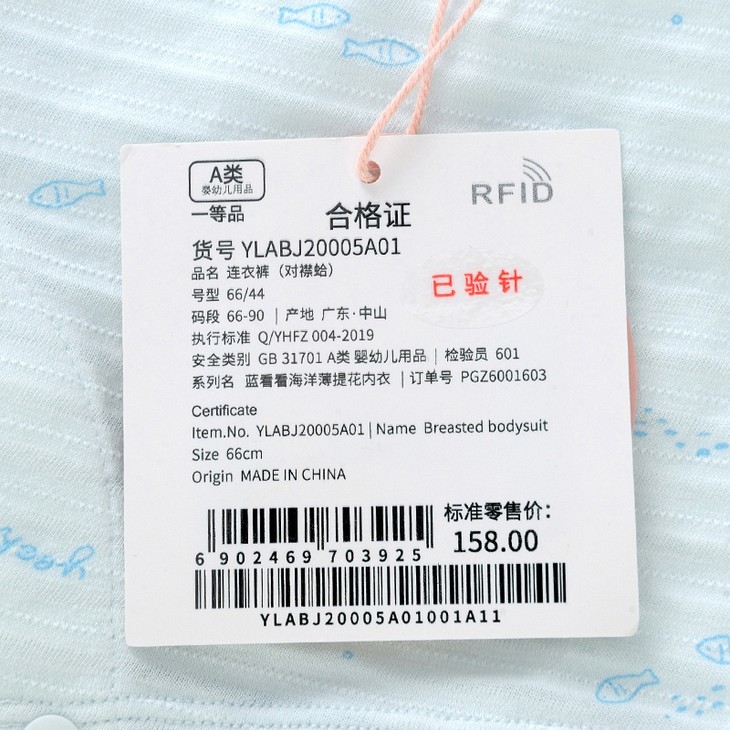 A类
婴幼儿用品
一等品
RFID
合格证
货号 YLABJ20005A01
品名 连衣裤（对襟蛤）
已验针
号型 66/44
码段 66-90 | 产地 广东·中山
执行标准 Q/YHFZ 004-2019
安全类别 GB 31701 A类 婴幼儿用品 | 检验员 601
系列名 蓝看看海洋薄提花内衣 | 订单号 PGZ6001603
Certificate
Item.No. YLABJ20005A01 | Name Breasted bodysuit
Size 66cm
Origin MADE IN CHINA
标准零售价：
158.00
6 902469 703925
YLABJ20005A01001A11